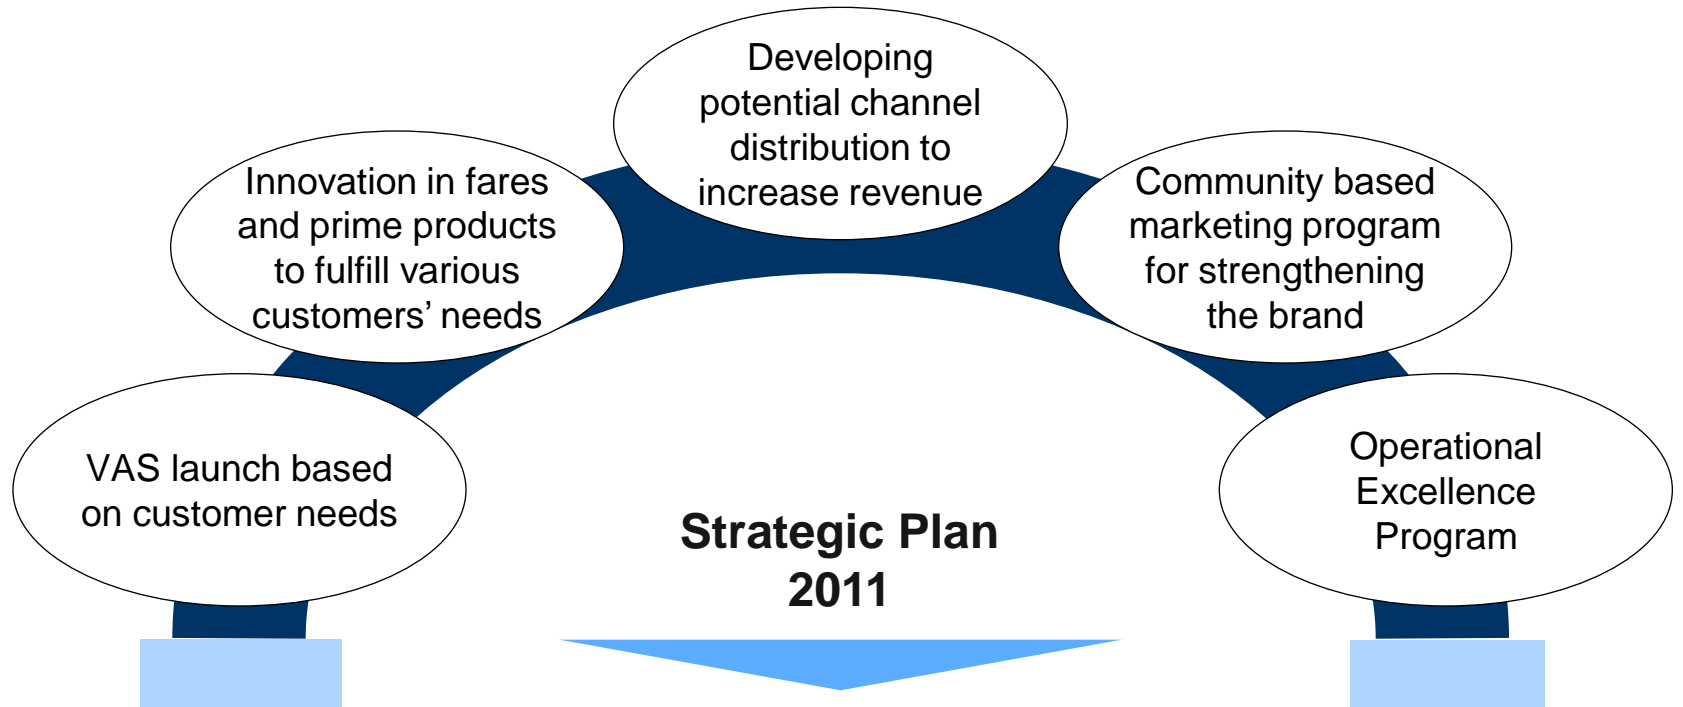 Developing
potential channel
distribution to
increase revenue
Innovation in fares
and prime products
to fulfill various
customers’ needs
Community based
marketing program
for strengthening
the brand
VAS launch based
on customer needs
Operational
Excellence
Program
Strategic Plan
2011